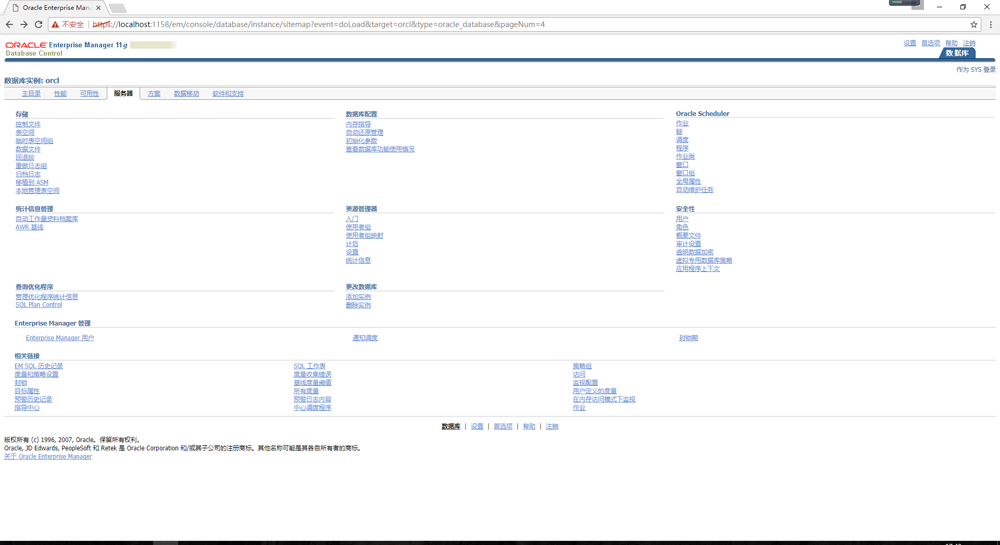 Oracle Enterprise Man
不安全 https://localhost:1158/em/console/database/instance/sitemap?event=doLoad&target=orcl&type=oracle_database&pageNum=4
ORACLE Enterprise Manager 11g
Database Control
设置 首选项 帮助 注销
数据库
作为 SYS 登录
数据库实例: orcl
主目录 性能 可用性 服务器 方案 数据移动 软件和支持
存储
控制文件
表空间
临时表空间组
数据文件
回退段
重做日志组
归档日志
移植到 ASM
本地管理表空间
数据库配置
内存指导
自动还原管理
初始化参数
查看数据库功能使用情况
Oracle Scheduler
作业
链
调度
程序
作业类
窗口
窗口组
全局属性
自动维护任务
统计信息管理
自动工作量资料档案库
AWR 基线
资源管理器
入门
使用者组
使用者组映射
计划
设置
统计信息
安全性
用户
角色
概要文件
审计设置
透明数据加密
虚拟专用数据库策略
应用程序上下文
查询优化程序
管理优化程序统计信息
SQL Plan Control
更改数据库
添加实例
删除实例
Enterprise Manager 管理
Enterprise Manager 用户 通知调度 封锁期
相关链接
EM SQL 历史记录 SQL 工作表 策略组
度量和策略设置 度量收集错误 访问
封锁 基线度量阈值 监视配置
目标属性 所有度量 用户定义的度量
预警历史记录 预警日志内容 在内存访问模式下监视
指导中心 中心调度程序 作业
数据库 | 设置 | 首选项 | 帮助 | 注销
版权所有 (c) 1996, 2007, Oracle。保留所有权利。
Oracle, JD Edwards, PeopleSoft 和 Retek 是 Oracle Corporation 和/或其子公司的注册商标。其他名称可能是其各自所有者的商标。
关于 Oracle Enterprise Manager